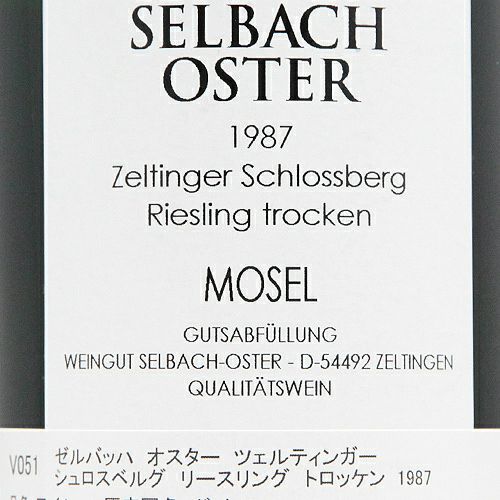 SELBACH
OSTER
1987
Zeltinger Schlossberg
Riesling trocken
MOSEL
GUTSABFÜLLUNG
WEINGUT SELBACH-OSTER - D-54492 ZELTINGEN
QUALITÄTSWEIN
V051 ゼルバッハ オスター ツェルティンガー
シュロスベルグ リースリング トロッケン 1987